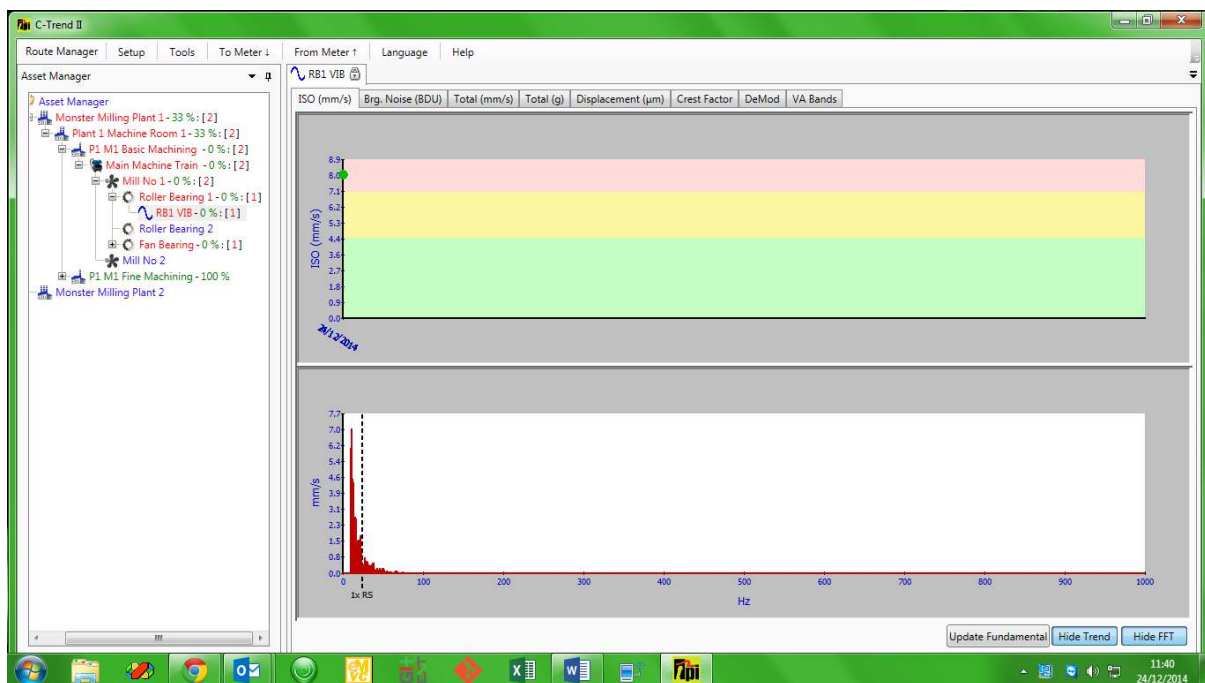 C-Trend II
Route Manager Setup Tools To Meter ↓ From Meter ↑ Language Help
Asset Manager
RB1 VIB
ISO (mm/s) Brg. Noise (BDU) Total (mm/s) Total (g) Displacement (µm) Crest Factor DeMod VA Bands
Asset Manager
Monster Milling Plant 1 - 33 % : [2]
Plant 1 Machine Room 1 - 33 % : [2]
P1 M1 Basic Machining - 0 % : [2]
Main Machine Train - 0 % : [2]
Mill No 1 - 0 % : [2]
Roller Bearing 1 - 0 % : [1]
RB1 VIB - 0 % : [1]
Roller Bearing 2
Fan Bearing - 0 % : [1]
Mill No 2
P1 M1 Fine Machining - 100 %
Monster Milling Plant 2
ISO (mm/s)
8.9
8.0
7.1
6.2
5.3
4.4
3.6
2.7
1.8
0.9
0.0
24/12/2014
mm/s
7.7
7.0
6.2
5.4
4.6
3.9
3.1
2.3
1.5
0.8
0.0
0 100 200 300 400 500 600 700 800 900 1000
1x RS
Hz
Update Fundamental Hide Trend Hide FFT
tpi
11:40
24/12/2014